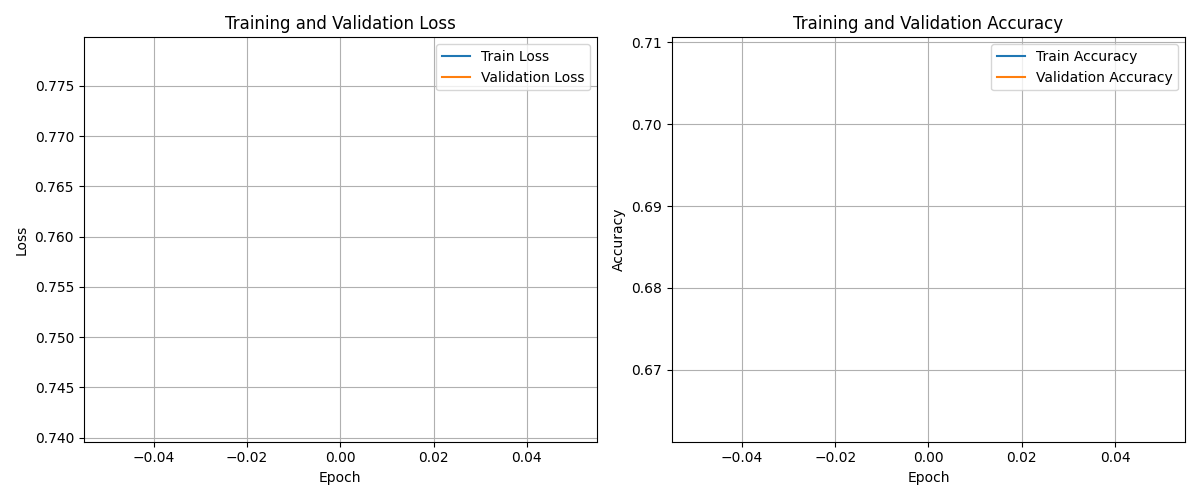 Training and Validation Loss
Train Loss
Validation Loss
0.775
0.770
0.765
0.760
0.755
0.750
0.745
0.740
Loss
−0.04 −0.02 0.00 0.02 0.04
Epoch
Training and Validation Accuracy
Train Accuracy
Validation Accuracy
0.71
0.70
0.69
0.68
0.67
Accuracy
−0.04 −0.02 0.00 0.02 0.04
Epoch